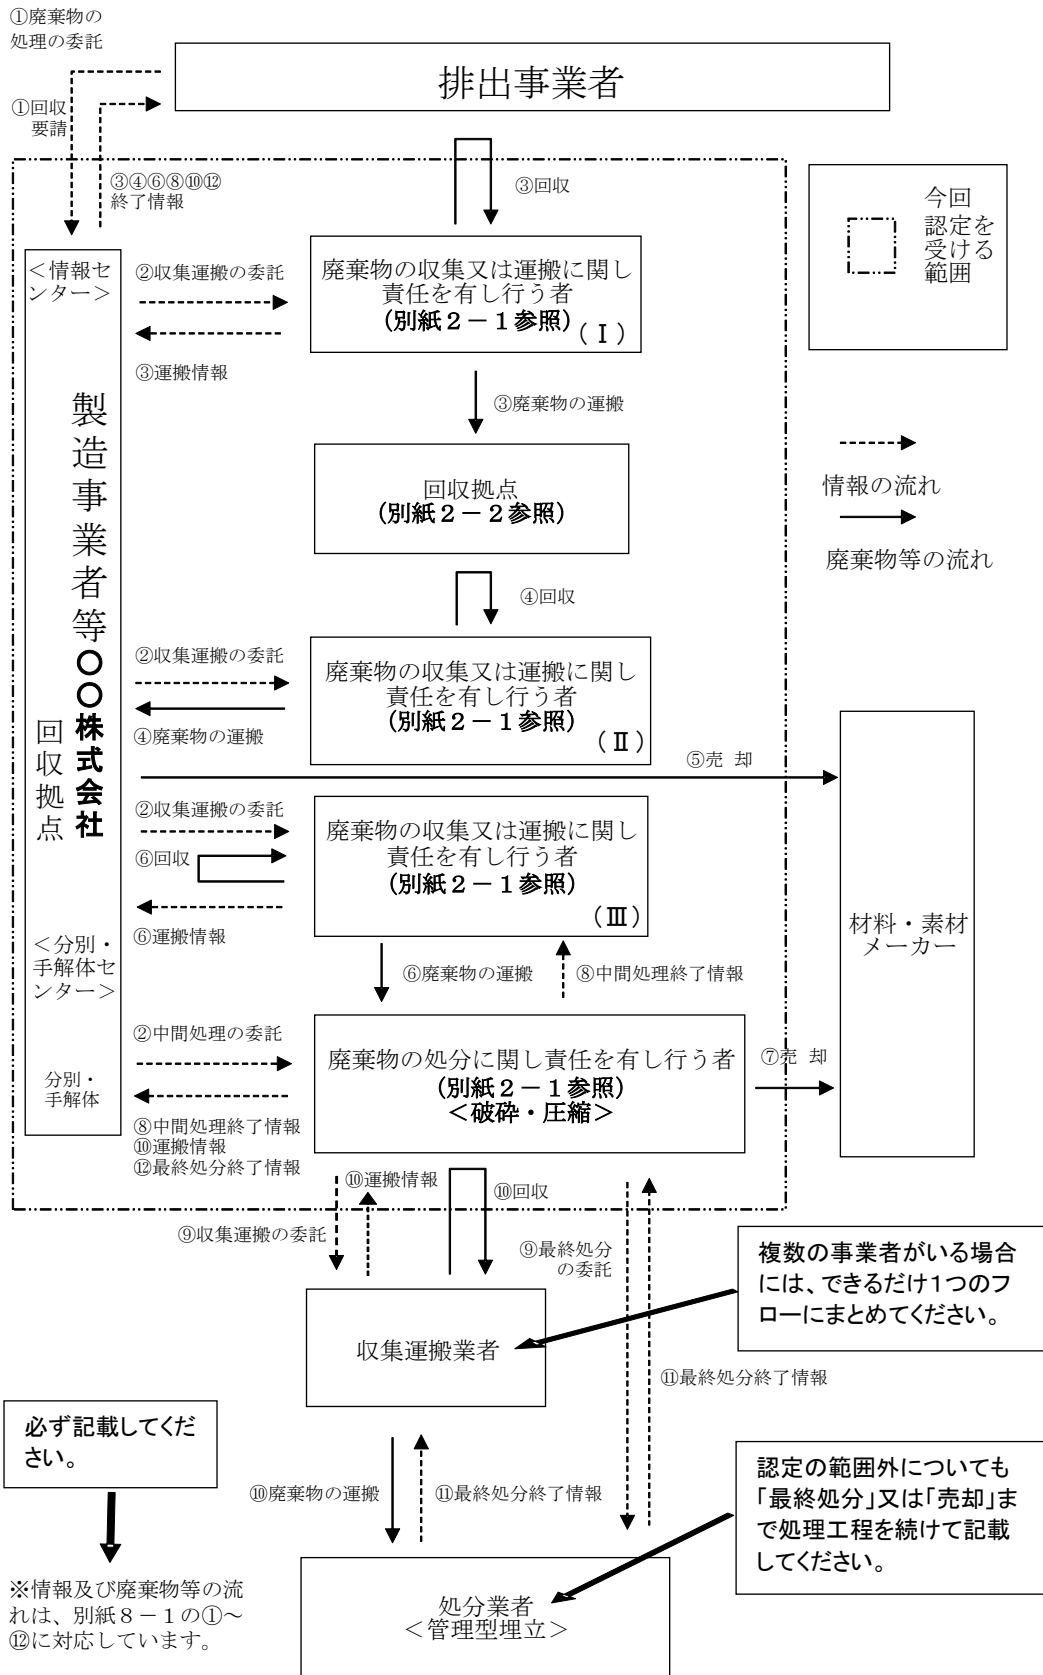 ①廃棄物の
処理の委託
排出事業者
①回収
要請
③④⑥⑧⑩⑫
終了情報
③回収
今回
認定を
受ける
範囲
＜情報セ
ンター＞
②収集運搬の委託
廃棄物の収集又は運搬に関し
責任を有し行う者
(別紙２－１参照)
(Ⅰ)
③運搬情報
③廃棄物の運搬
製造事業者等○○株式会社
回収拠点
(別紙２－２参照)
情報の流れ
廃棄物等の流れ
④回収
②収集運搬の委託
廃棄物の収集又は運搬に関し
責任を有し行う者
(別紙２－１参照)
(Ⅱ)
④廃棄物の運搬
回収拠点
⑤売 却
②収集運搬の委託
廃棄物の収集又は運搬に関し
責任を有し行う者
(別紙２－１参照)
(Ⅲ)
⑥回収
⑥運搬情報
材料・素材
メーカー
＜分別・
手解体セ
ンター＞
⑥廃棄物の運搬
⑧中間処理終了情報
②中間処理の委託
廃棄物の処分に関し責任を有し行う者
(別紙２－１参照)
＜破砕・圧縮＞
⑦売 却
分別・
手解体
⑧中間処理終了情報
⑩運搬情報
⑫最終処分終了情報
⑩運搬情報
⑩回収
⑨収集運搬の委託
⑨最終処分
の委託
複数の事業者がいる場合
には、できるだけ１つのフ
ローにまとめてください。
収集運搬業者
⑪最終処分終了情報
必ず記載してくだ
さい。
⑩廃棄物の運搬
⑪最終処分終了情報
認定の範囲外についても
「最終処分」又は「売却」ま
で処理工程を続けて記載
してください。
※情報及び廃棄物等の流
れは、別紙８－１の①～
⑫に対応しています。
処分業者
＜管理型埋立＞